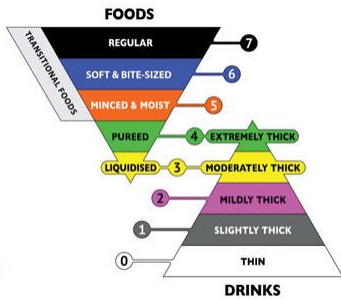 FOODS
TRANSITIONAL FOODS
REGULAR 7
SOFT & BITE-SIZED 6
MINCED & MOIST 5
PUREED 4 EXTREMELY THICK
LIQUIDISED 3 MODERATELY THICK
2 MILDLY THICK
1 SLIGHTLY THICK
0 THIN
DRINKS